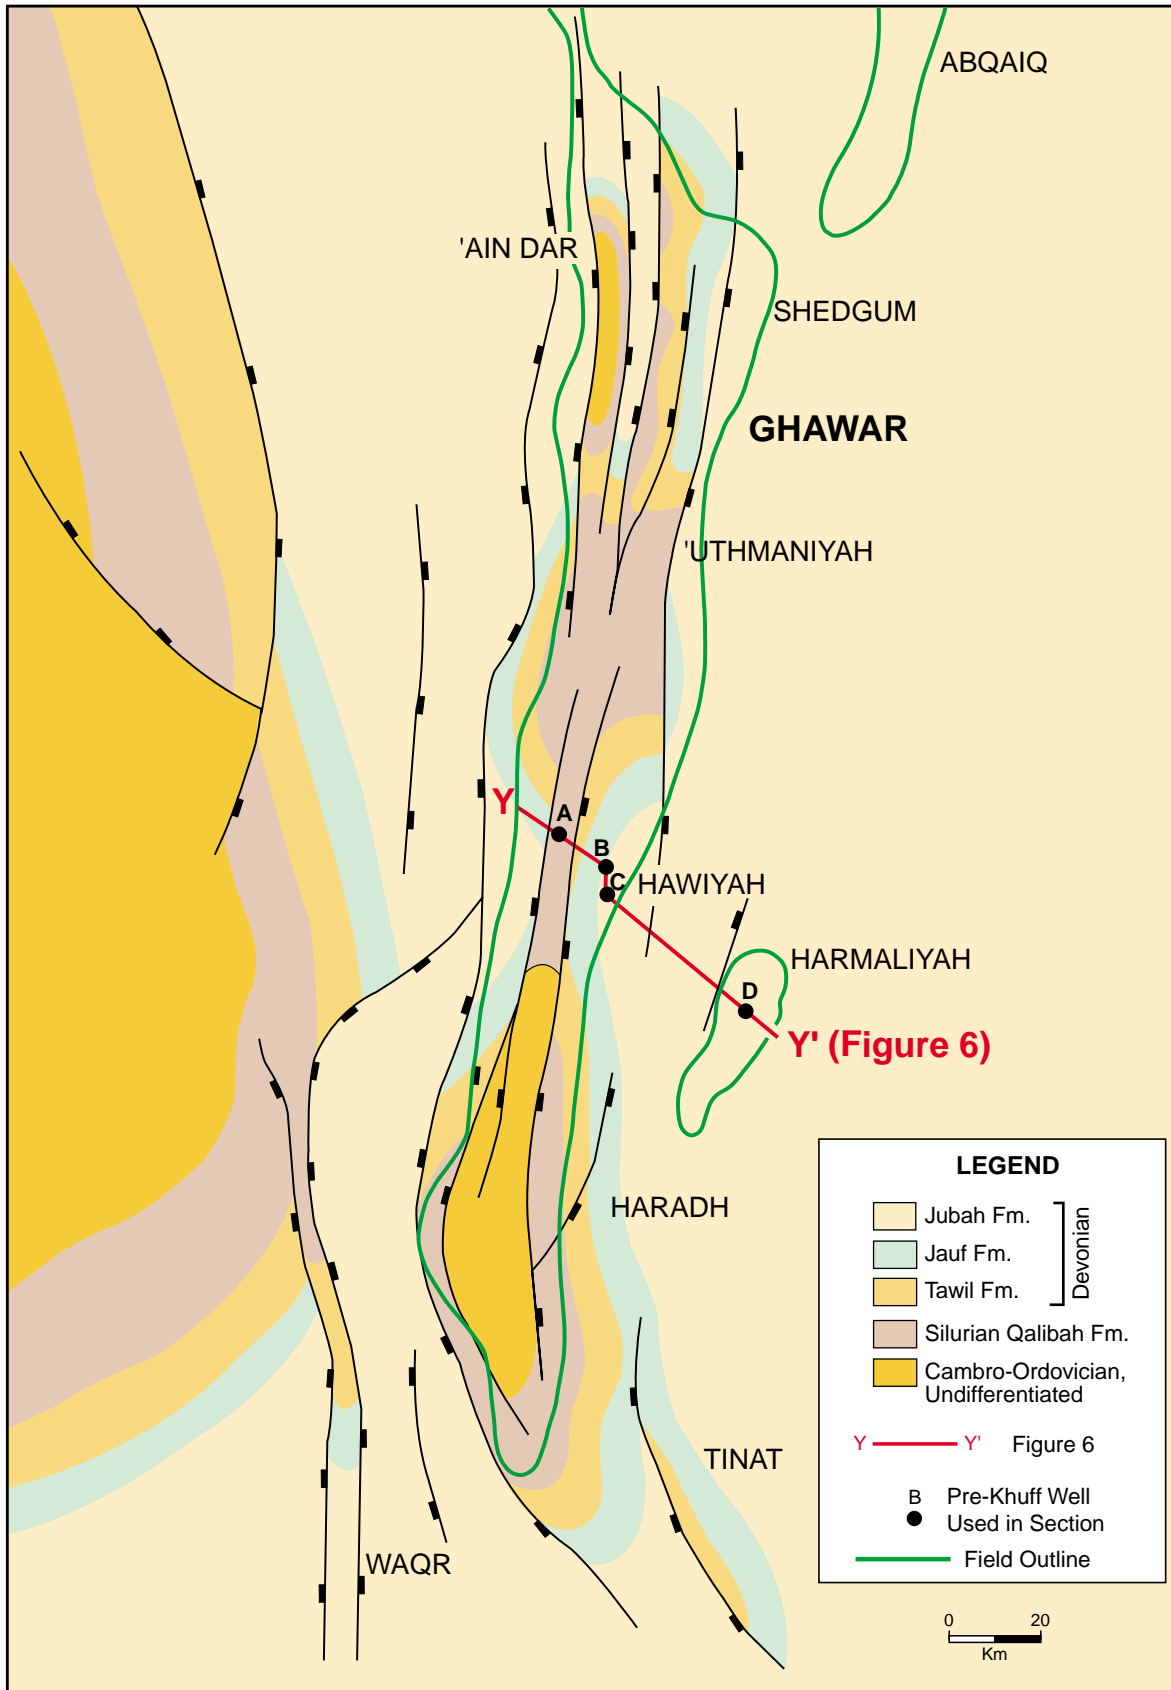 ABQAIQ
'AIN DAR
SHEDGUM
GHAWAR
'UTHMANIYAH
Y
A
B
C
HAWIYAH
HARMALIYAH
D
Y' (Figure 6)
HARADH
TINAT
WAQR
LEGEND
Jubah Fm.
Jauf Fm.
Tawil Fm.
Devonian
Silurian Qalibah Fm.
Cambro-Ordovician,
Undifferentiated
Y Y' Figure 6
B Pre-Khuff Well
Used in Section
Field Outline
0 20
Km